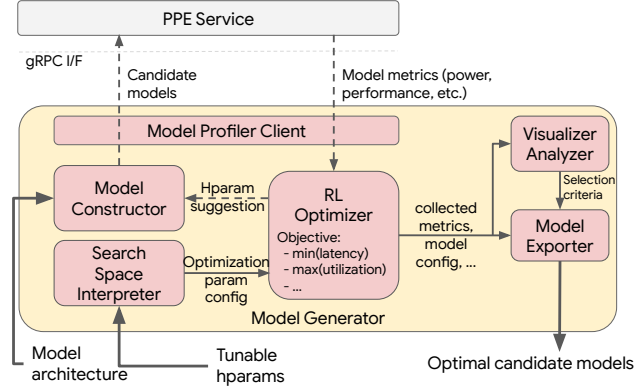 PPE Service
gRPC I/F
Candidate
models
Model metrics (power,
performance, etc.)
Model Profiler Client
Visualizer
Analyzer
Model
Constructor
Hparam
suggestion
RL
Optimizer
Objective:
- min(latency)
- max(utilization)
- ...
Selection
criteria
collected
metrics,
model
config, ...
Model
Exporter
Search
Space
Interpreter
Optimization
param
config
Model Generator
Model
architecture
Tunable
hparams
Optimal candidate models